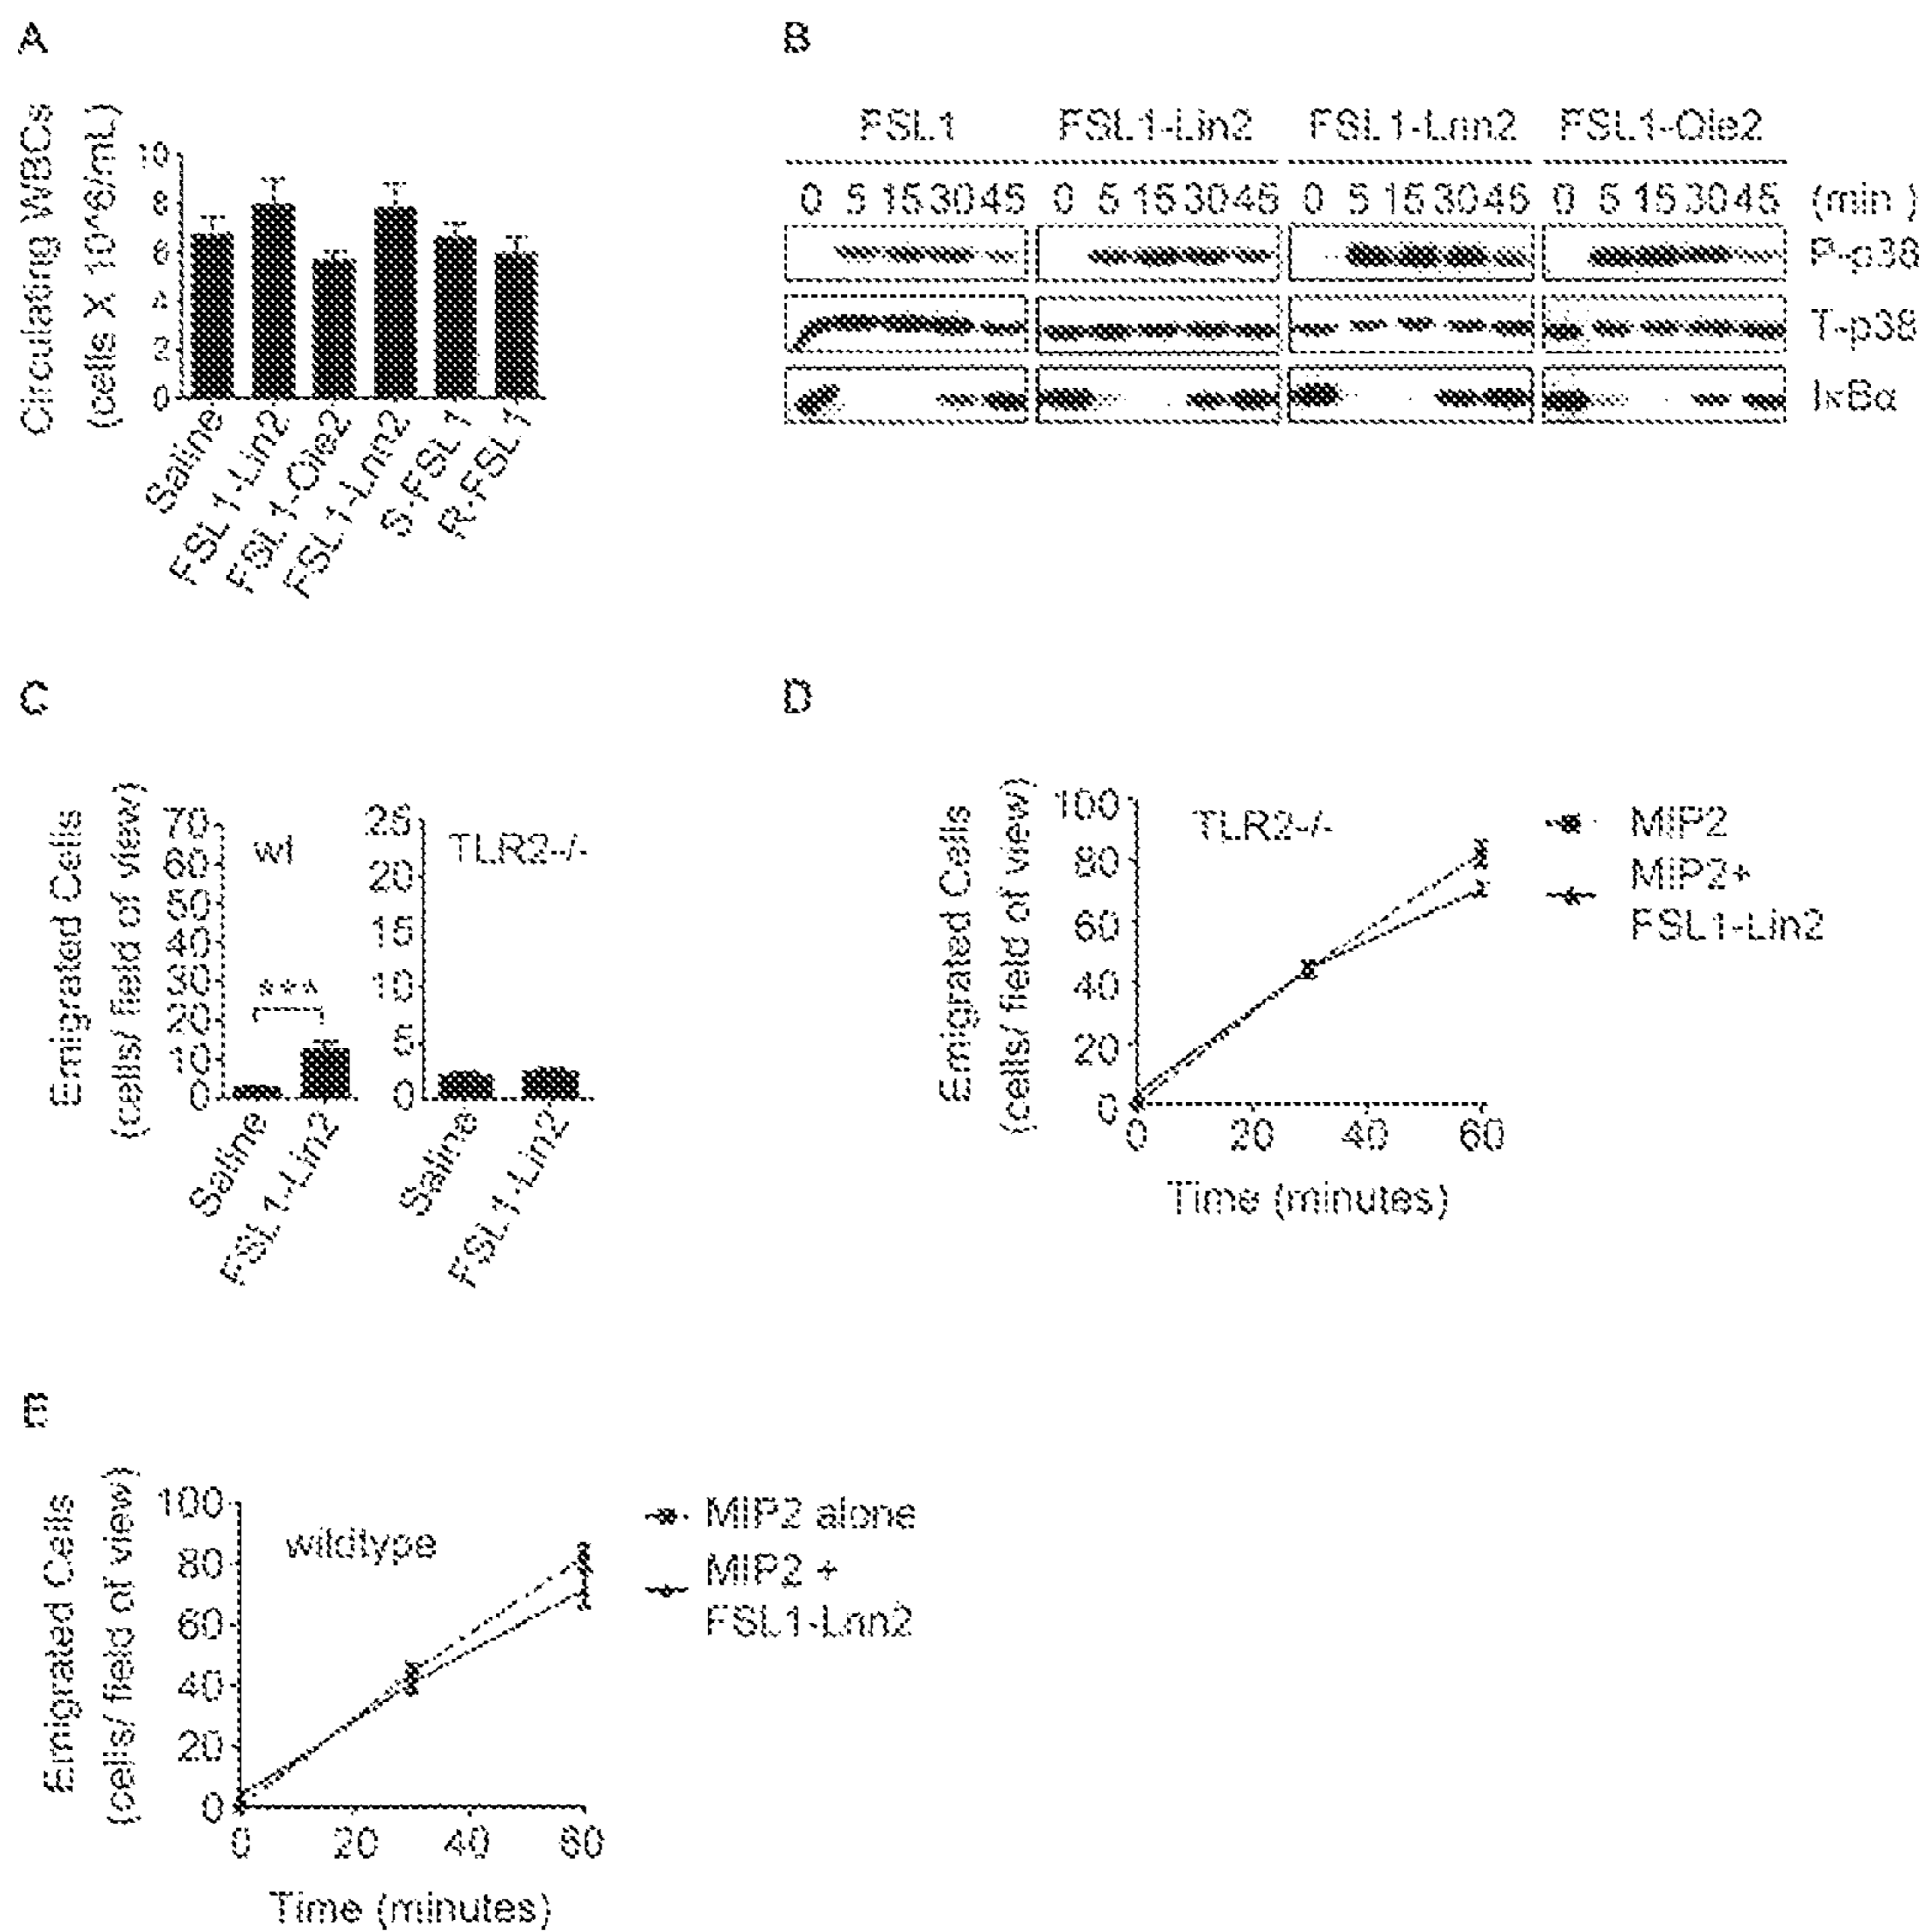 A
Circulating WBCs
(cells X 10^6/mL)
10
8
6
4
2
0
Saline
FSL1-Lin2
FSL1-Ole2
FSL1-Lnn2
S-FSL1
R-FSL1
B
FSL1 FSL1-Lin2 FSL1-Lnn2 FSL1-Ole2
0 5 15 30 45 0 5 15 30 45 0 5 15 30 45 0 5 15 30 45 (min )
P-p38
T-p38
IκBα
C
Emigrated Cells
(cells/ field of view)
70
60
50
40
30
20
10
0
wt
***
Saline
FSL1-Lin2
25
20
15
10
5
0
TLR2-/-
Saline
FSL1-Lin2
D
Emigrated Cells
(cells/ field of view)
100
80
60
40
20
0
TLR2-/-
0 20 40 60
Time (minutes)
MIP2
MIP2+
FSL1-Lin2
E
Emigrated Cells
(cells/ field of view)
100
80
60
40
20
0
wildtype
0 20 40 60
Time (minutes)
MIP2 alone
MIP2 +
FSL1-Lnn2